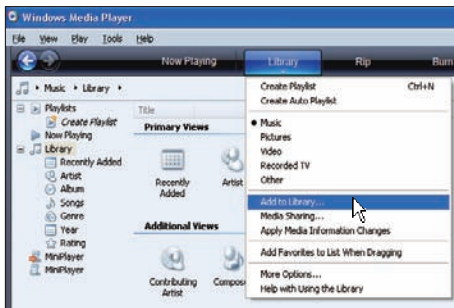 Windows Media Player
File View Play Tools Help
Now Playing Library Rip Burn
Music Library
Playlists
Create Playlist
Now Playing
Library
Recently Added
Artist
Album
Songs
Genre
Year
Rating
MiniPlayer
MiniPlayer
Title
Primary Views
Recently Added
Artist
Additional Views
Contributing Artist
Compos
Create Playlist Ctrl+N
Create Auto Playlist
Music
Pictures
Video
Recorded TV
Other
Add to Library...
Media Sharing...
Apply Media Information Changes
Add Favorites to List When Dragging
More Options...
Help with Using the Library